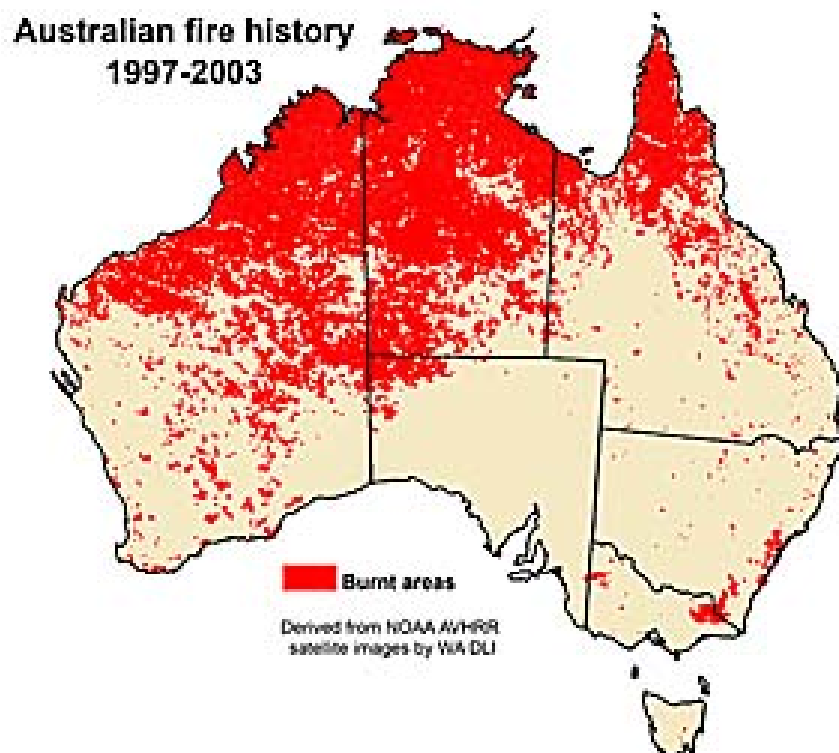 Australian fire history
1997-2003
Burnt areas
Derived from NOAA AVHRR
satellite images by WA DLI